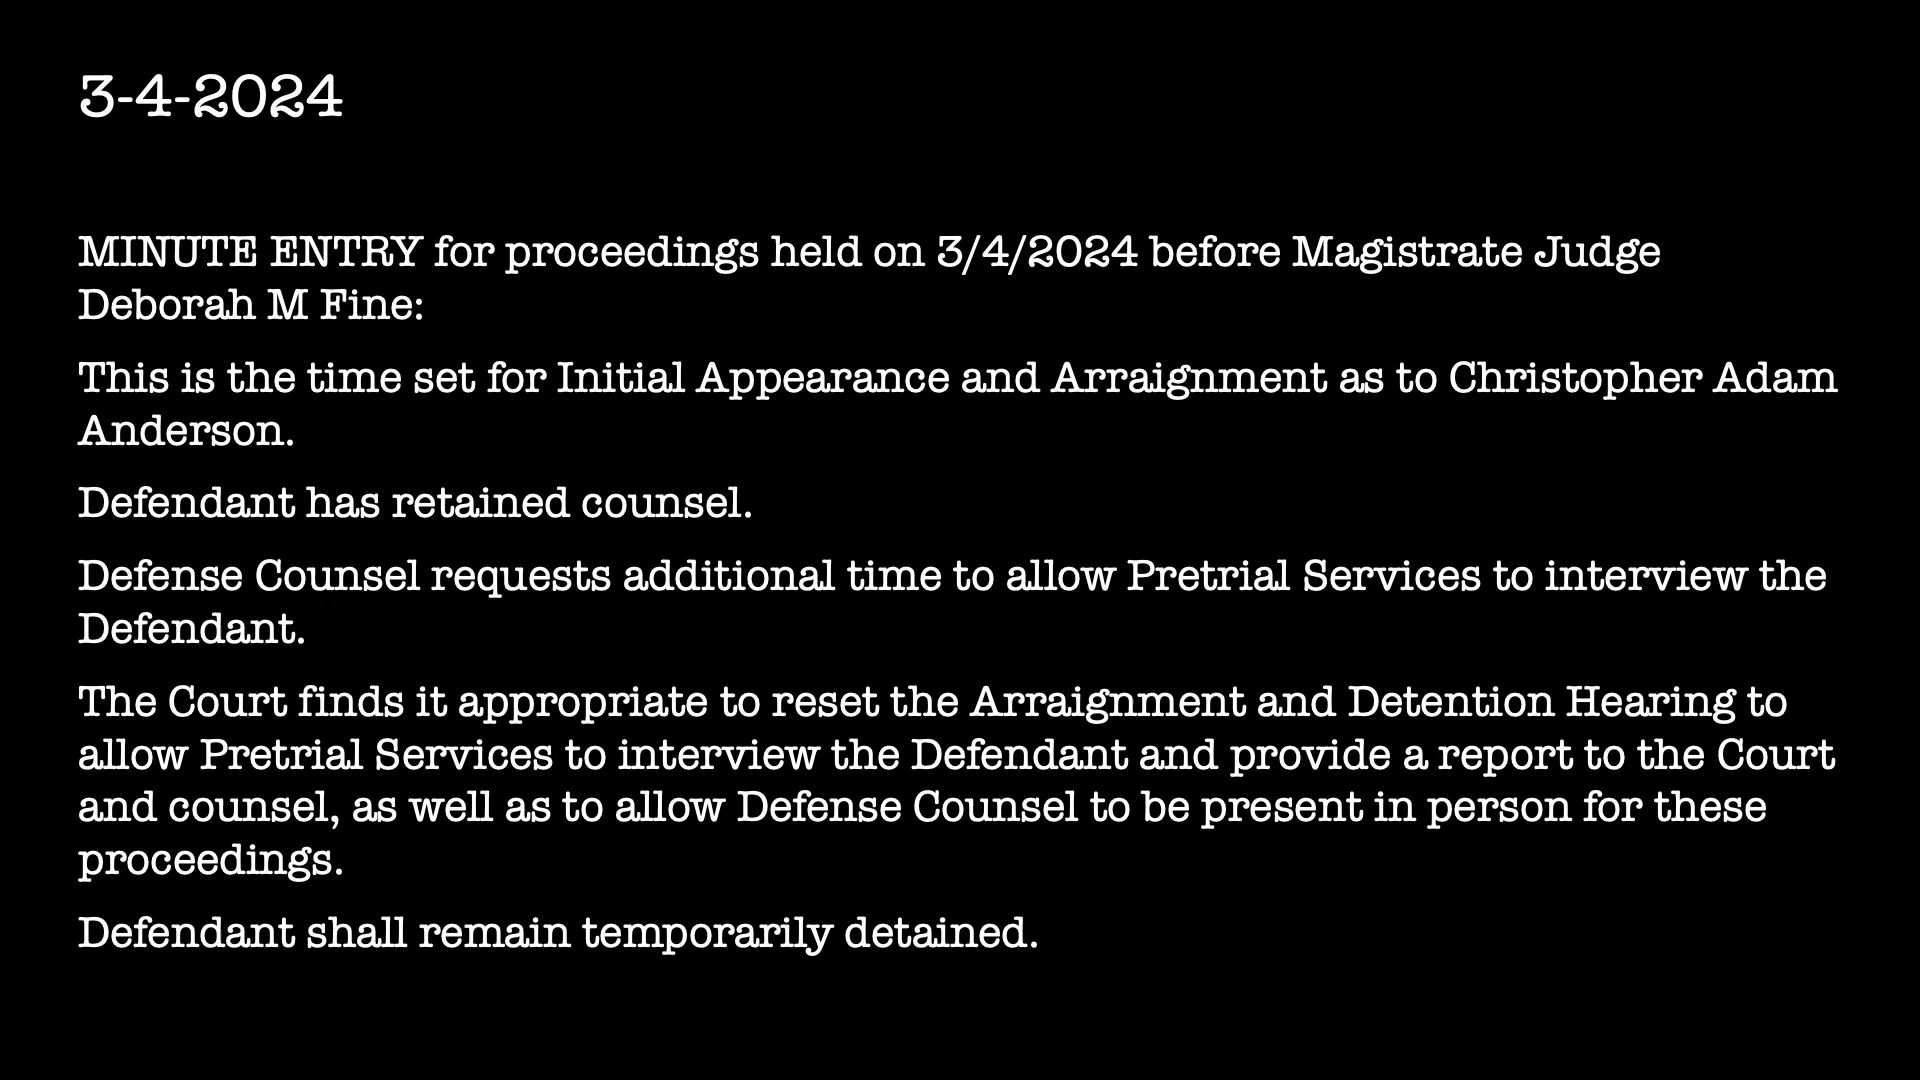 3-4-2024
MINUTE ENTRY for proceedings held on 3/4/2024 before Magistrate Judge
Deborah M Fine:
This is the time set for Initial Appearance and Arraignment as to Christopher Adam
Anderson.
Defendant has retained counsel.
Defense Counsel requests additional time to allow Pretrial Services to interview the
Defendant.
The Court finds it appropriate to reset the Arraignment and Detention Hearing to
allow Pretrial Services to interview the Defendant and provide a report to the Court
and counsel, as well as to allow Defense Counsel to be present in person for these
proceedings.
Defendant shall remain temporarily detained.